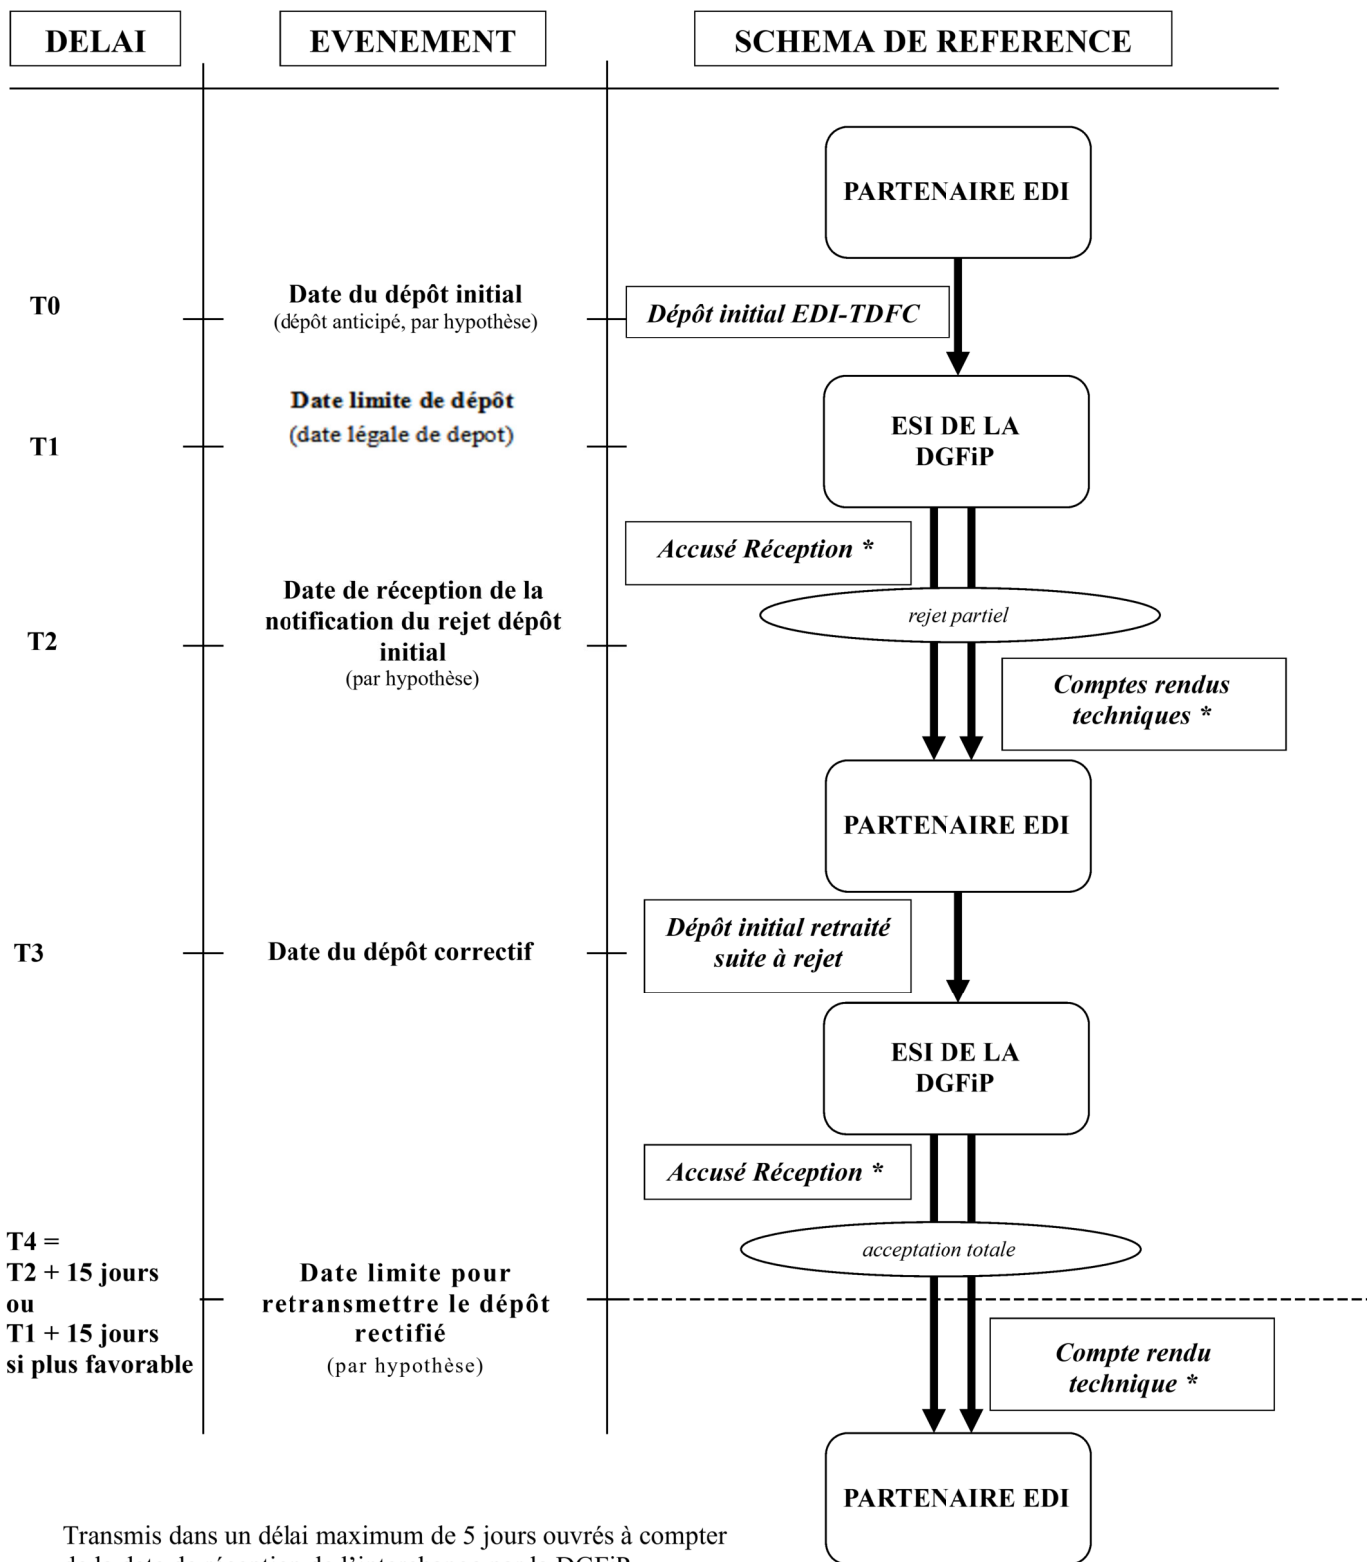 DELAI
EVENEMENT
SCHEMA DE REFERENCE
PARTENAIRE EDI
T0
Date du dépôt initial
(dépôt anticipé, par hypothèse)
Dépôt initial EDI-TDFC
Date limite de dépôt
(date légale de depot)
T1
ESI DE LA
DGFiP
Accusé Réception *
Date de réception de la
notification du rejet dépôt
initial
(par hypothèse)
T2
rejet partiel
Comptes rendus
techniques *
PARTENAIRE EDI
T3
Date du dépôt correctif
Dépôt initial retraité
suite à rejet
ESI DE LA
DGFiP
Accusé Réception *
acceptation totale
T4 =
T2 + 15 jours
ou
T1 + 15 jours
si plus favorable
Date limite pour
retransmettre le dépôt
rectifié
(par hypothèse)
Compte rendu
technique *
PARTENAIRE EDI
Transmis dans un délai maximum de 5 jours ouvrés à compter